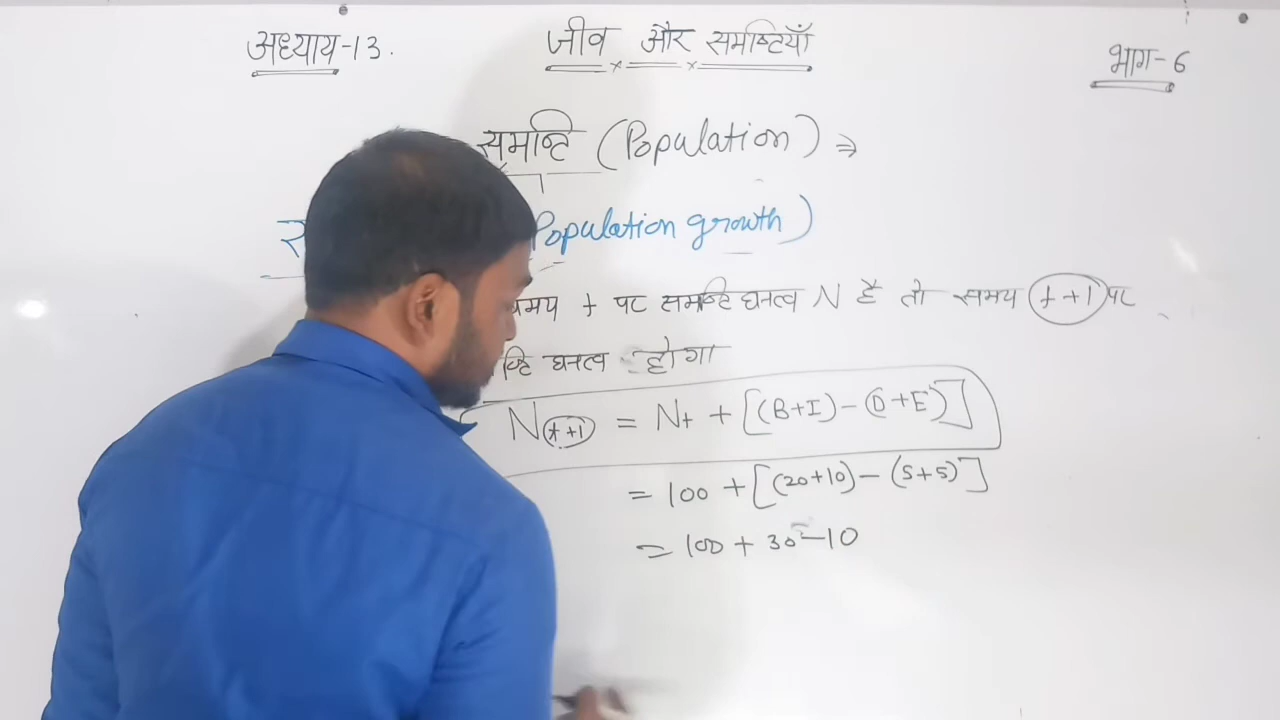 अध्याय-13.
जीव और समष्टियाँ
भाग-6
समष्टि (Population) ⇒
Population growth)
समय t पर समष्टि घनत्व N है तो समय t+1 पर
घनत्व होगा
N(t+1) = Nt + [(B+I) - (D+E)]
= 100 + [(20+10) - (5+5)]
= 100 + 30 - 10